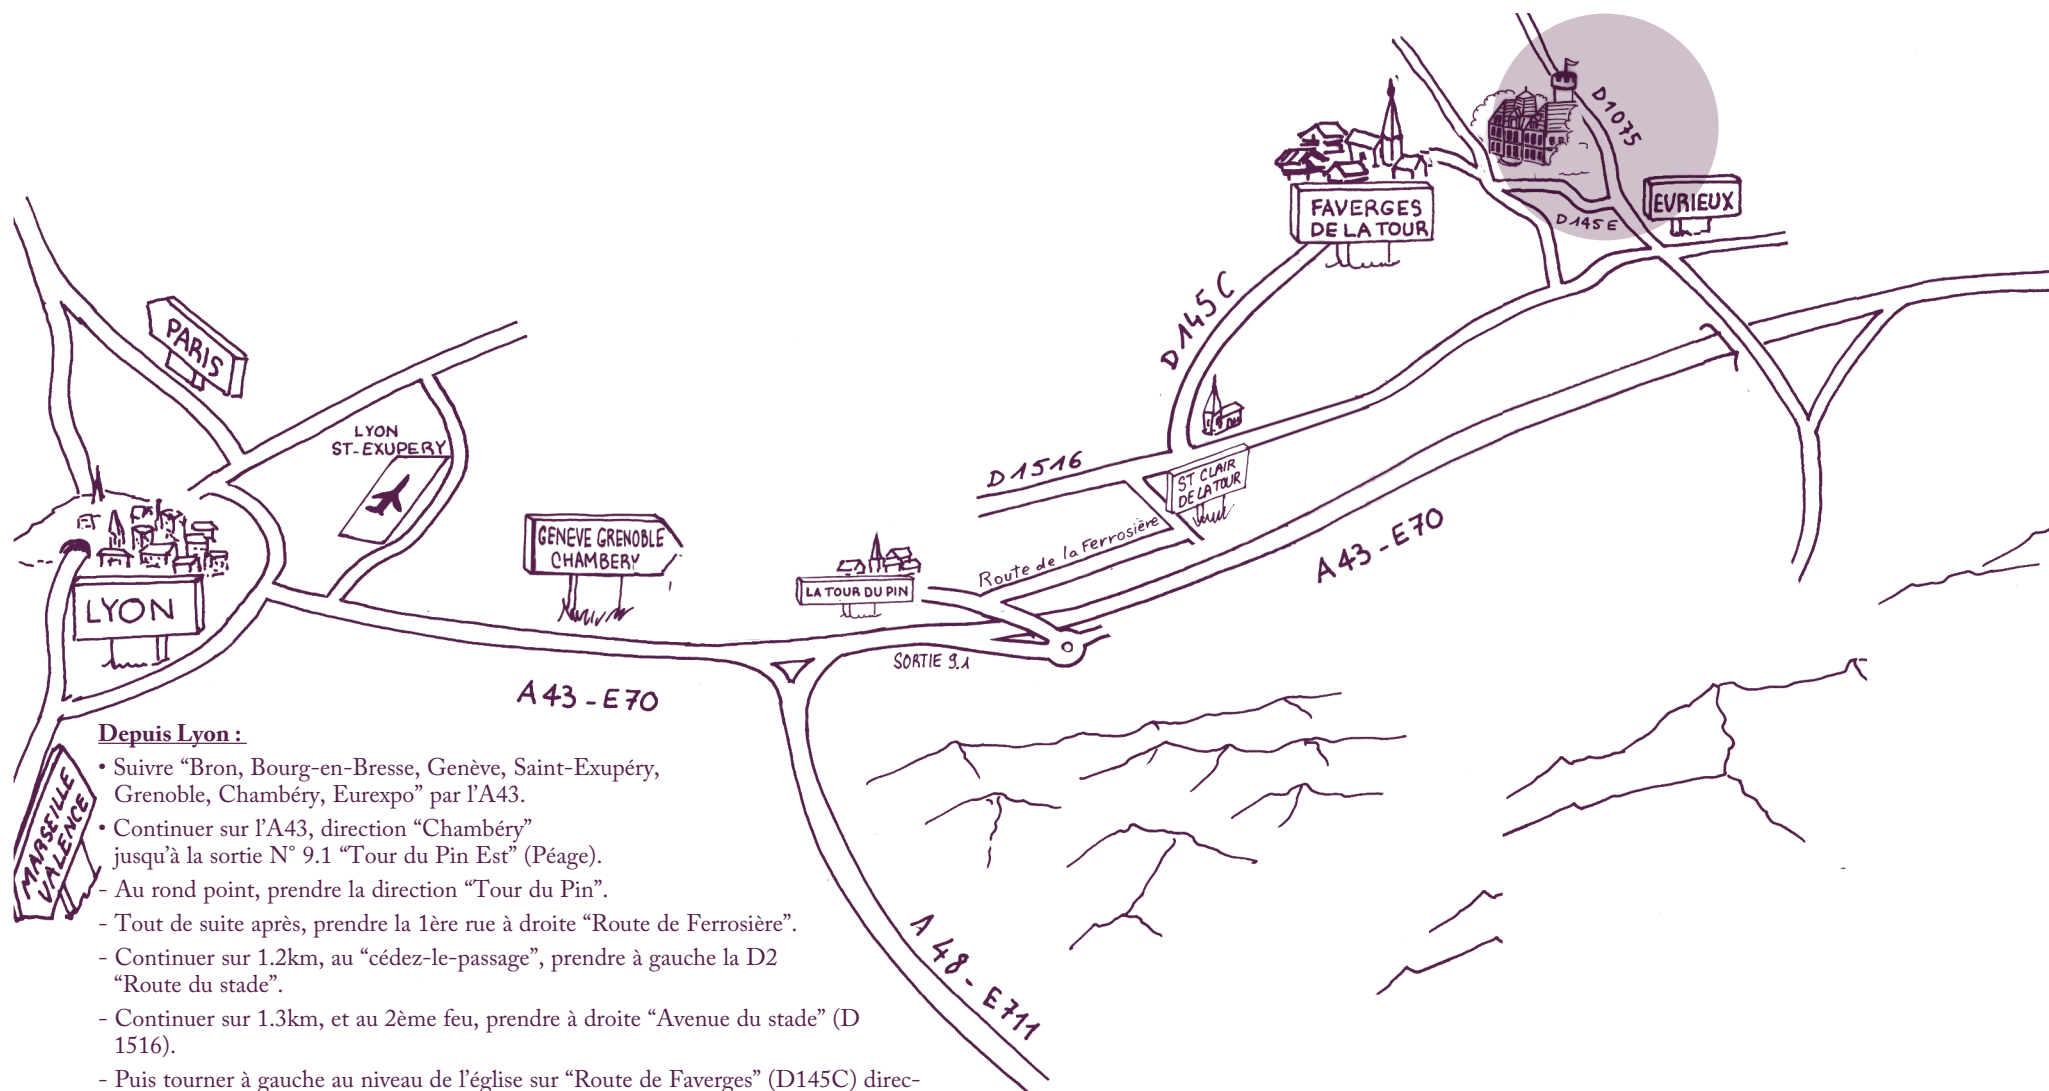 D1075
FAVERGES
DE LA TOUR
EVRIEUX
D145E
D145C
PARIS
LYON
ST-EXUPERY
D1516
ST CLAIR
DE LA TOUR
GENEVE GRENOBLE
CHAMBERY
Route de la Ferrosière
A43-E70
LA TOUR DU PIN
LYON
SORTIE 9.1
A43-E70
MARSEILLE
VALENCE
A48-E711
Depuis Lyon :
• Suivre “Bron, Bourg-en-Bresse, Genève, Saint-Exupéry,
Grenoble, Chambéry, Eurexpo” par l’A43.
• Continuer sur l’A43, direction “Chambéry”
jusqu’à la sortie N° 9.1 “Tour du Pin Est” (Péage).
- Au rond point, prendre la direction “Tour du Pin”.
- Tout de suite après, prendre la 1ère rue à droite “Route de Ferrosière”.
- Continuer sur 1.2km, au “cédez-le-passage”, prendre à gauche la D2
“Route du stade”.
- Continuer sur 1.3km, et au 2ème feu, prendre à droite “Avenue du stade” (D
1516).
- Puis tourner à gauche au niveau de l’église sur “Route de Faverges” (D145C) direc-